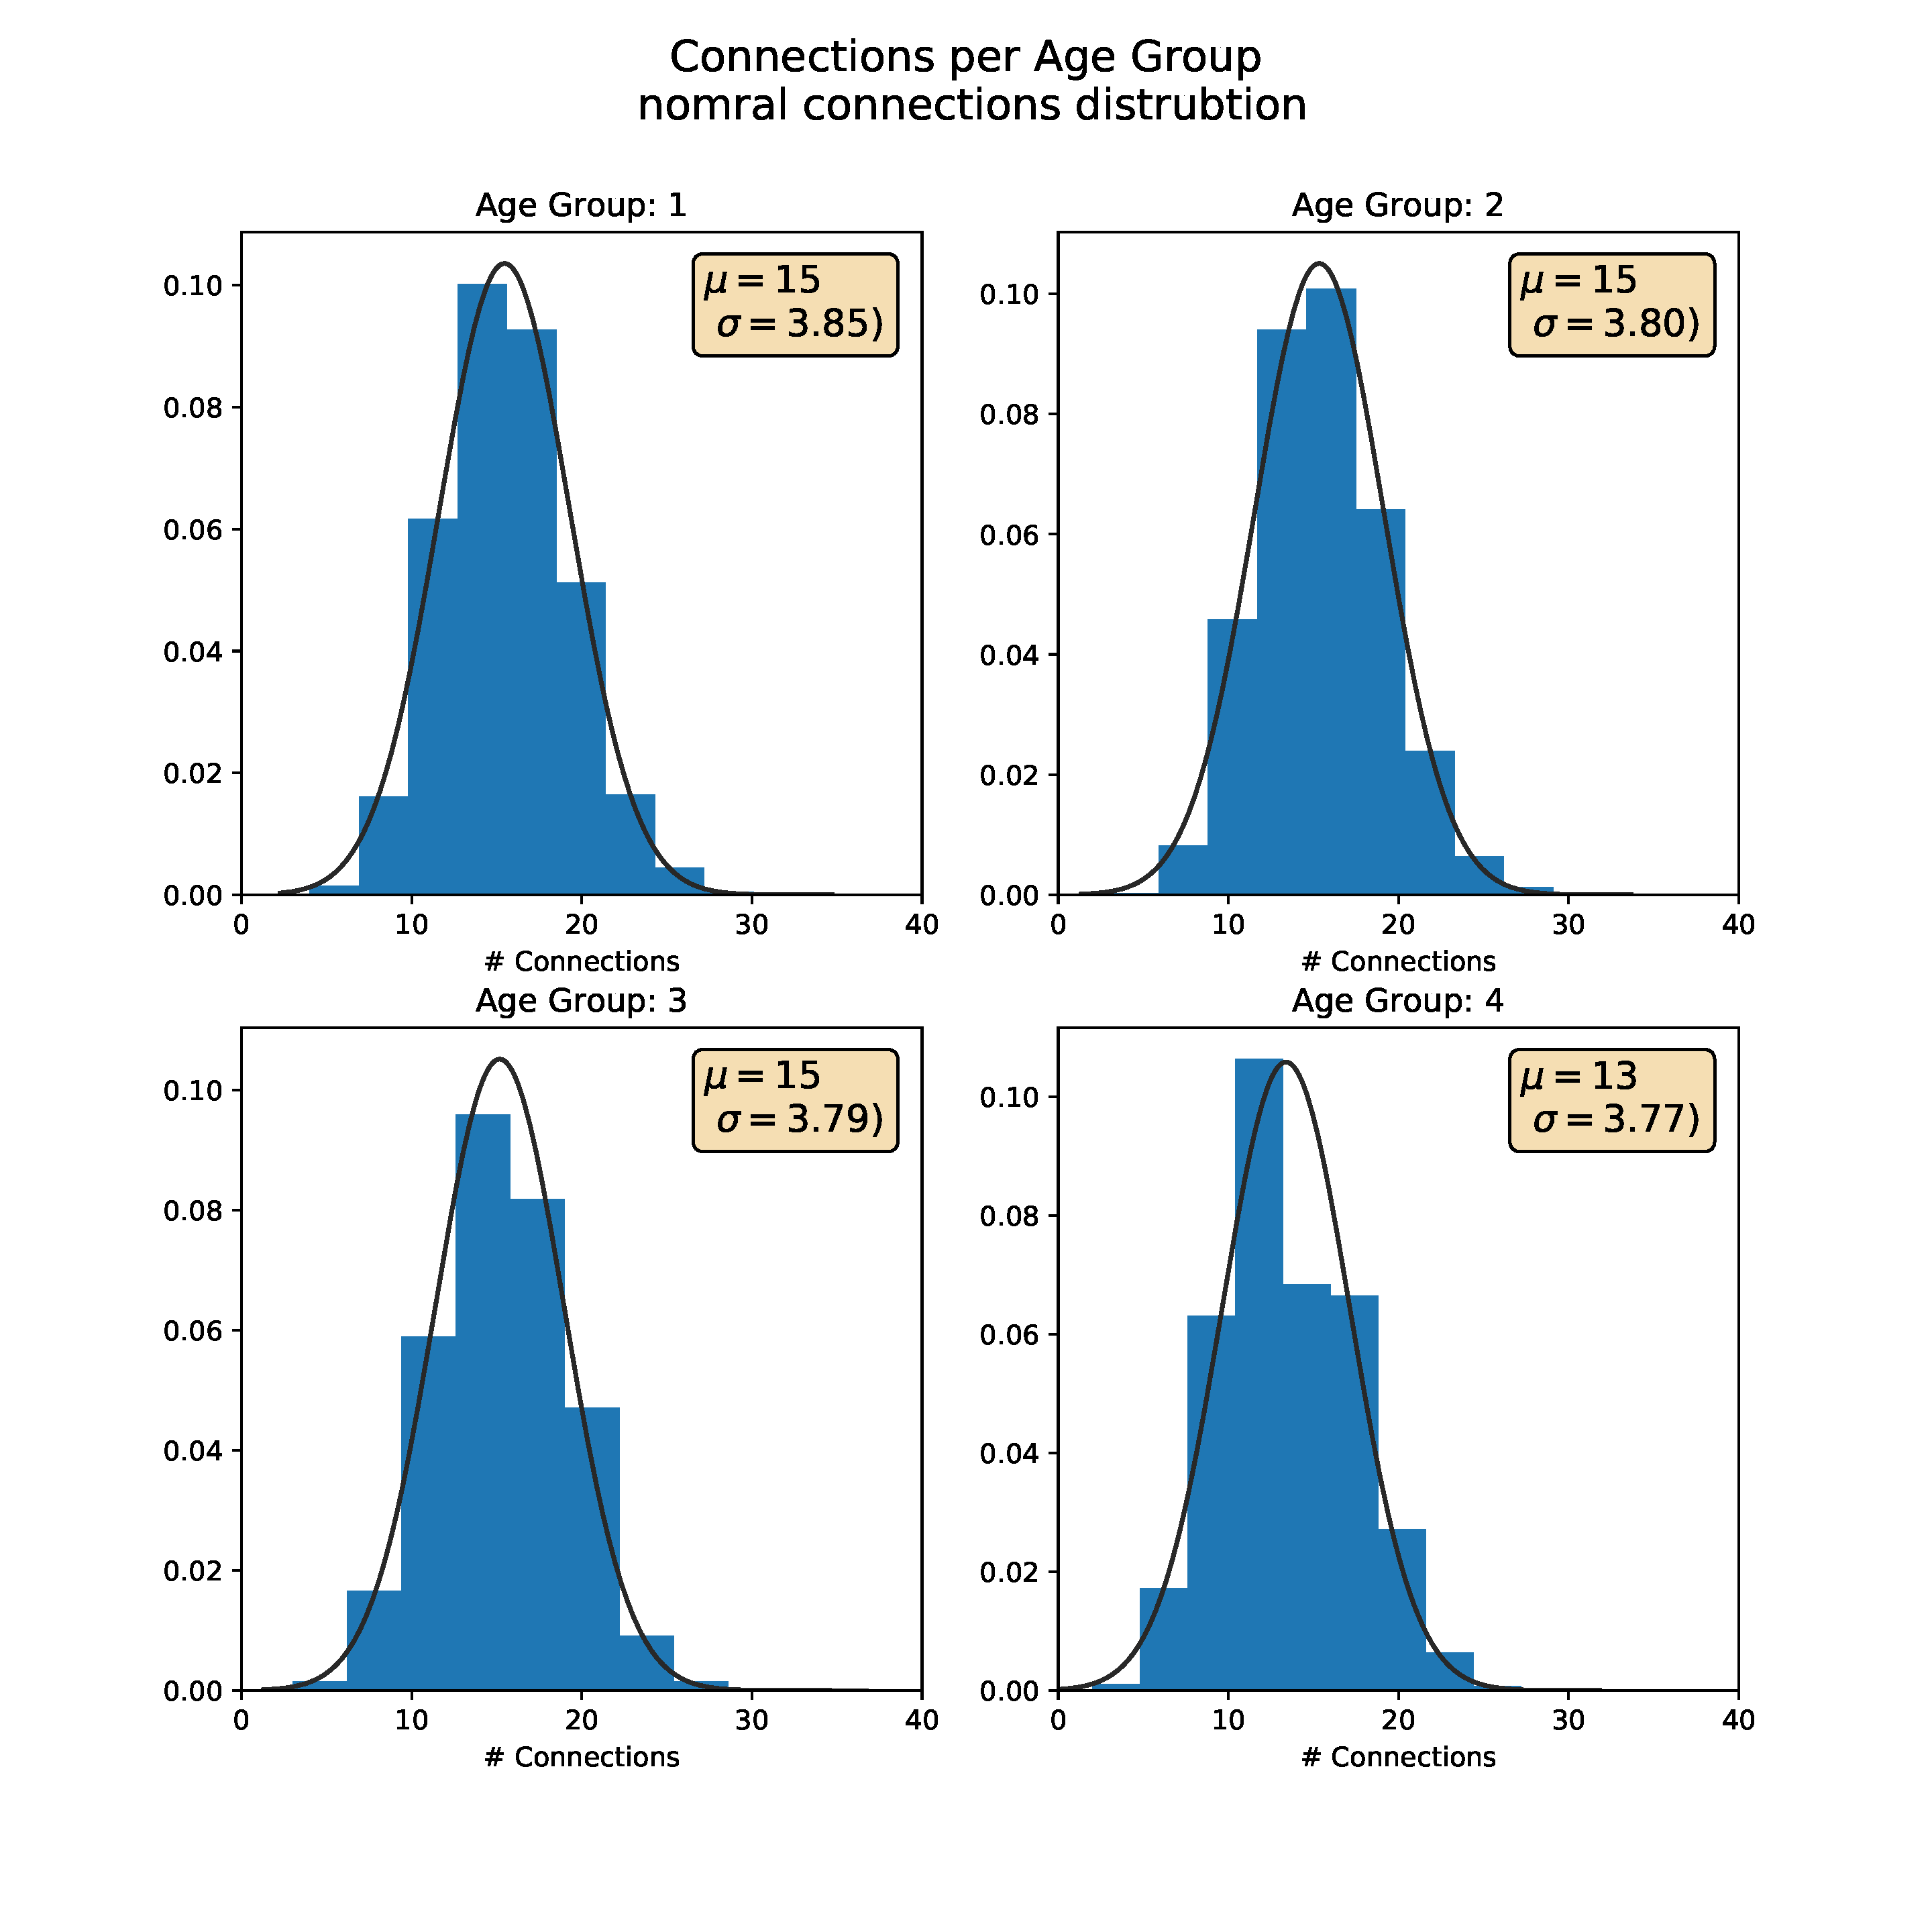 Connections per Age Group
nomral connections distrubtion
Age Group: 1
μ = 15
σ = 3.85)
0.10
0.08
0.06
0.04
0.02
0.00
0 10 20 30 40
# Connections
Age Group: 2
μ = 15
σ = 3.80)
0.10
0.08
0.06
0.04
0.02
0.00
0 10 20 30 40
# Connections
Age Group: 3
μ = 15
σ = 3.79)
0.10
0.08
0.06
0.04
0.02
0.00
0 10 20 30 40
# Connections
Age Group: 4
μ = 13
σ = 3.77)
0.10
0.08
0.06
0.04
0.02
0.00
0 10 20 30 40
# Connections